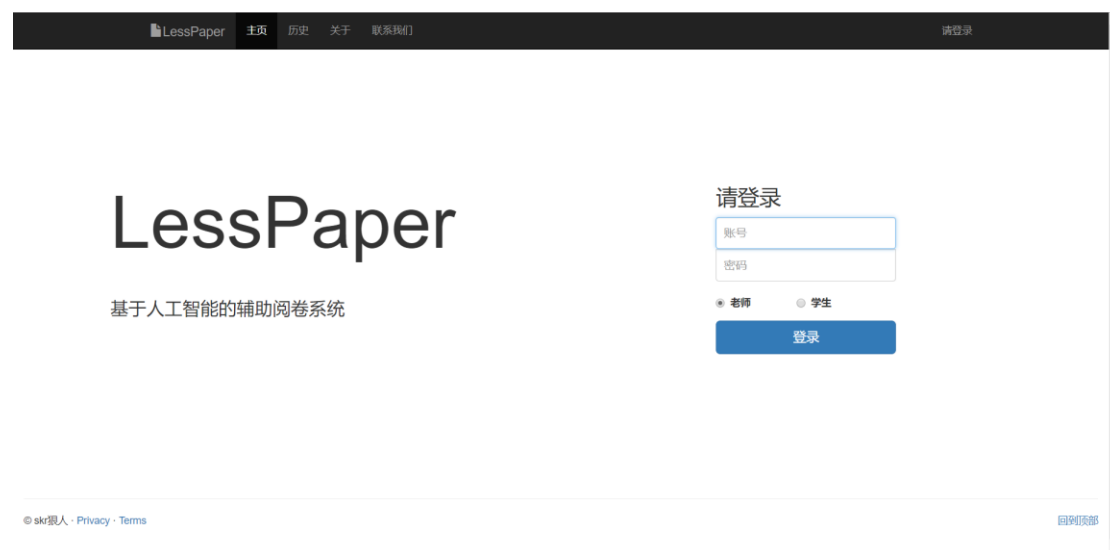 LessPaper 主页 历史 关于 联系我们 请登录
LessPaper
基于人工智能的辅助阅卷系统
请登录
账号
密码
老师 学生
登录
© skr狠人 · Privacy · Terms 回到顶部